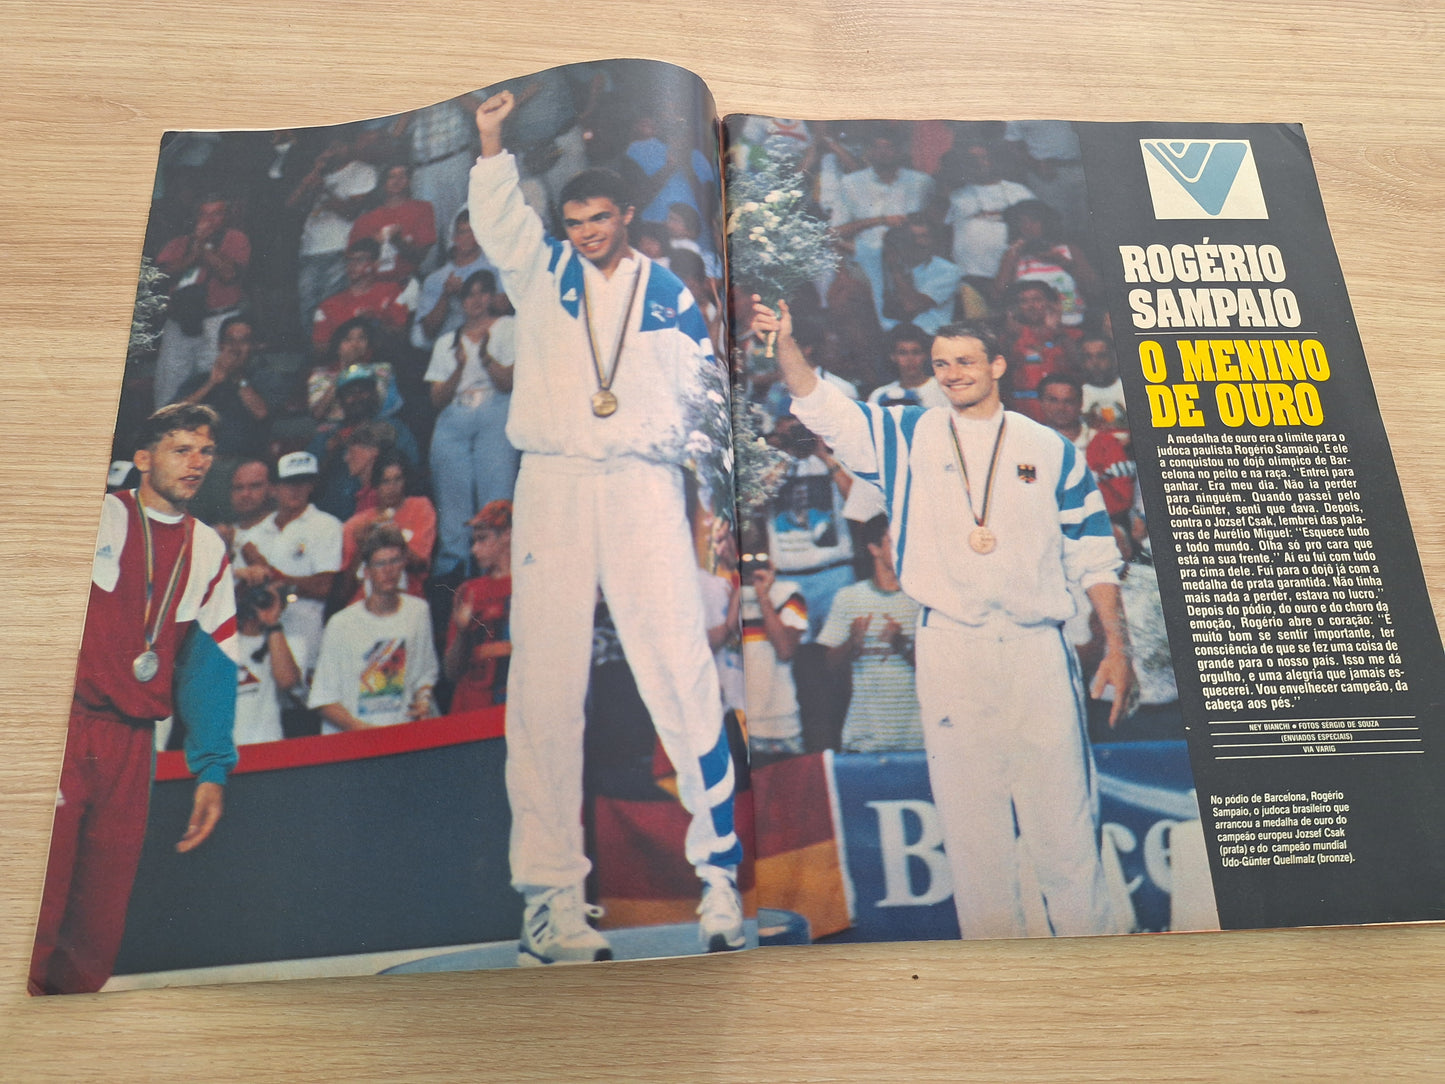 ROGÉRIO
SAMPAIO
O MENINO
DE OURO
A medalha de ouro era o limite para o
judoca paulista Rogério Sampaio. E ele
a conquistou no dojô olímpico de Bar-
celona no peito e na raça. “Entrei para
ganhar. Era meu dia. Não ia perder
para ninguém. Quando passei pelo
Udo-Günter, senti que dava. Depois,
contra o Jozsef Csak, lembrei das pala-
vras de Aurélio Miguel: “Esquece tudo
e todo mundo. Olha só pro cara que
está na sua frente.” Aí eu fui com tudo
pra cima dele. Fui para o dojô já com a
medalha de prata garantida. Não tinha
mais nada a perder, estava no lucro.”
Depois do pódio, do ouro e do choro da
emoção, Rogério abre o coração: “É
muito bom se sentir importante, ter
consciência de que se fez uma coisa de
grande para o nosso país. Isso me dá
orgulho, e uma alegria que jamais es-
quecerei. Vou envelhecer campeão, da
cabeça aos pés.”
NEY BIANCHI ● FOTOS SÉRGIO DE SOUZA
(ENVIADOS ESPECIAIS)
VIA VARIG
No pódio de Barcelona, Rogério
Sampaio, o judoca brasileiro que
arrancou a medalha de ouro do
campeão europeu Jozsef Csak
(prata) e do campeão mundial
Udo-Günter Quellmalz (bronze).
B
ce